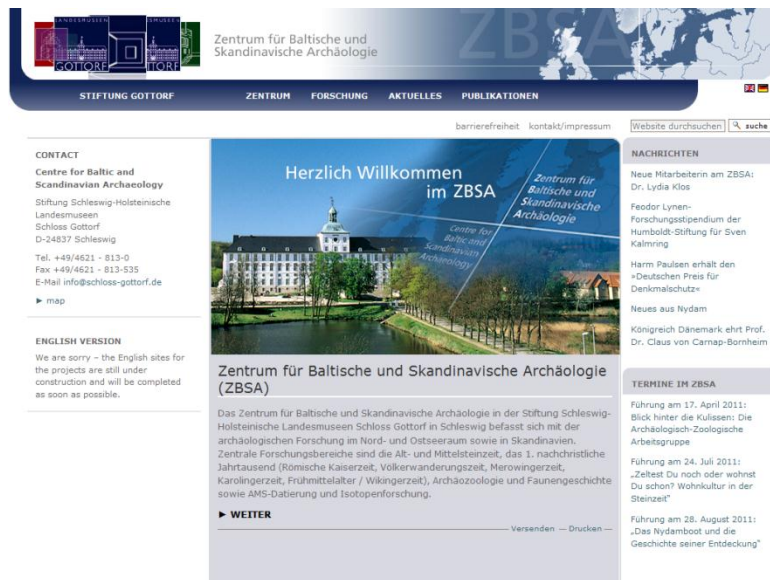 LANDESMUSEEN
GOTTORF
Zentrum für Baltische und
Skandinavische Archäologie
ZBSA
STIFTUNG GOTTORF
ZENTRUM FORSCHUNG AKTUELLES PUBLIKATIONEN
barrierefreiheit kontakt/impressum
Website durchsuchen
suche
CONTACT
Centre for Baltic and
Scandinavian Archaeology
Stiftung Schleswig-Holsteinische
Landesmuseen
Schloss Gottorf
D-24837 Schleswig
Tel. +49/4621 - 813-0
Fax +49/4621 - 813-535
E-Mail info@schloss-gottorf.de
► map
ENGLISH VERSION
We are sorry – the English sites for
the projects are still under
construction and will be completed
as soon as possible.
Herzlich Willkommen
im ZBSA
Zentrum für
Baltische und
Skandinavische
Archäologie
Centre for
Baltic and
Scandinavian
Archaeology
Zentrum für Baltische und Skandinavische Archäologie
(ZBSA)
Das Zentrum für Baltische und Skandinavische Archäologie in der Stiftung Schleswig-
Holsteinische Landesmuseen Schloss Gottorf in Schleswig befasst sich mit der
archäologischen Forschung im Nord- und Ostseeraum sowie in Skandinavien.
Zentrale Forschungsbereiche sind die Alt- und Mittelsteinzeit, das 1. nachchristliche
Jahrtausend (Römische Kaiserzeit, Völkerwanderungszeit, Merowingerzeit,
Karolingerzeit, Frühmittelalter / Wikingerzeit), Archäozoologie und Faunengeschichte
sowie AMS-Datierung und Isotopenforschung.
► WEITER
Versenden — Drucken —
NACHRICHTEN
Neue Mitarbeiterin am ZBSA:
Dr. Lydia Klos
Feodor Lynen-
Forschungsstipendium der
Humboldt-Stiftung für Sven
Kalmring
Harm Paulsen erhält den
»Deutschen Preis für
Denkmalschutz«
Neues aus Nydam
Königreich Dänemark ehrt Prof.
Dr. Claus von Carnap-Bornheim
TERMINE IM ZBSA
Führung am 17. April 2011:
Blick hinter die Kulissen: Die
Archäologisch-Zoologische
Arbeitsgruppe
Führung am 24. Juli 2011:
„Zeltest Du noch oder wohnst
Du schon? Wohnkultur in der
Steinzeit"
Führung am 28. August 2011:
„Das Nydamboot und die
Geschichte seiner Entdeckung"